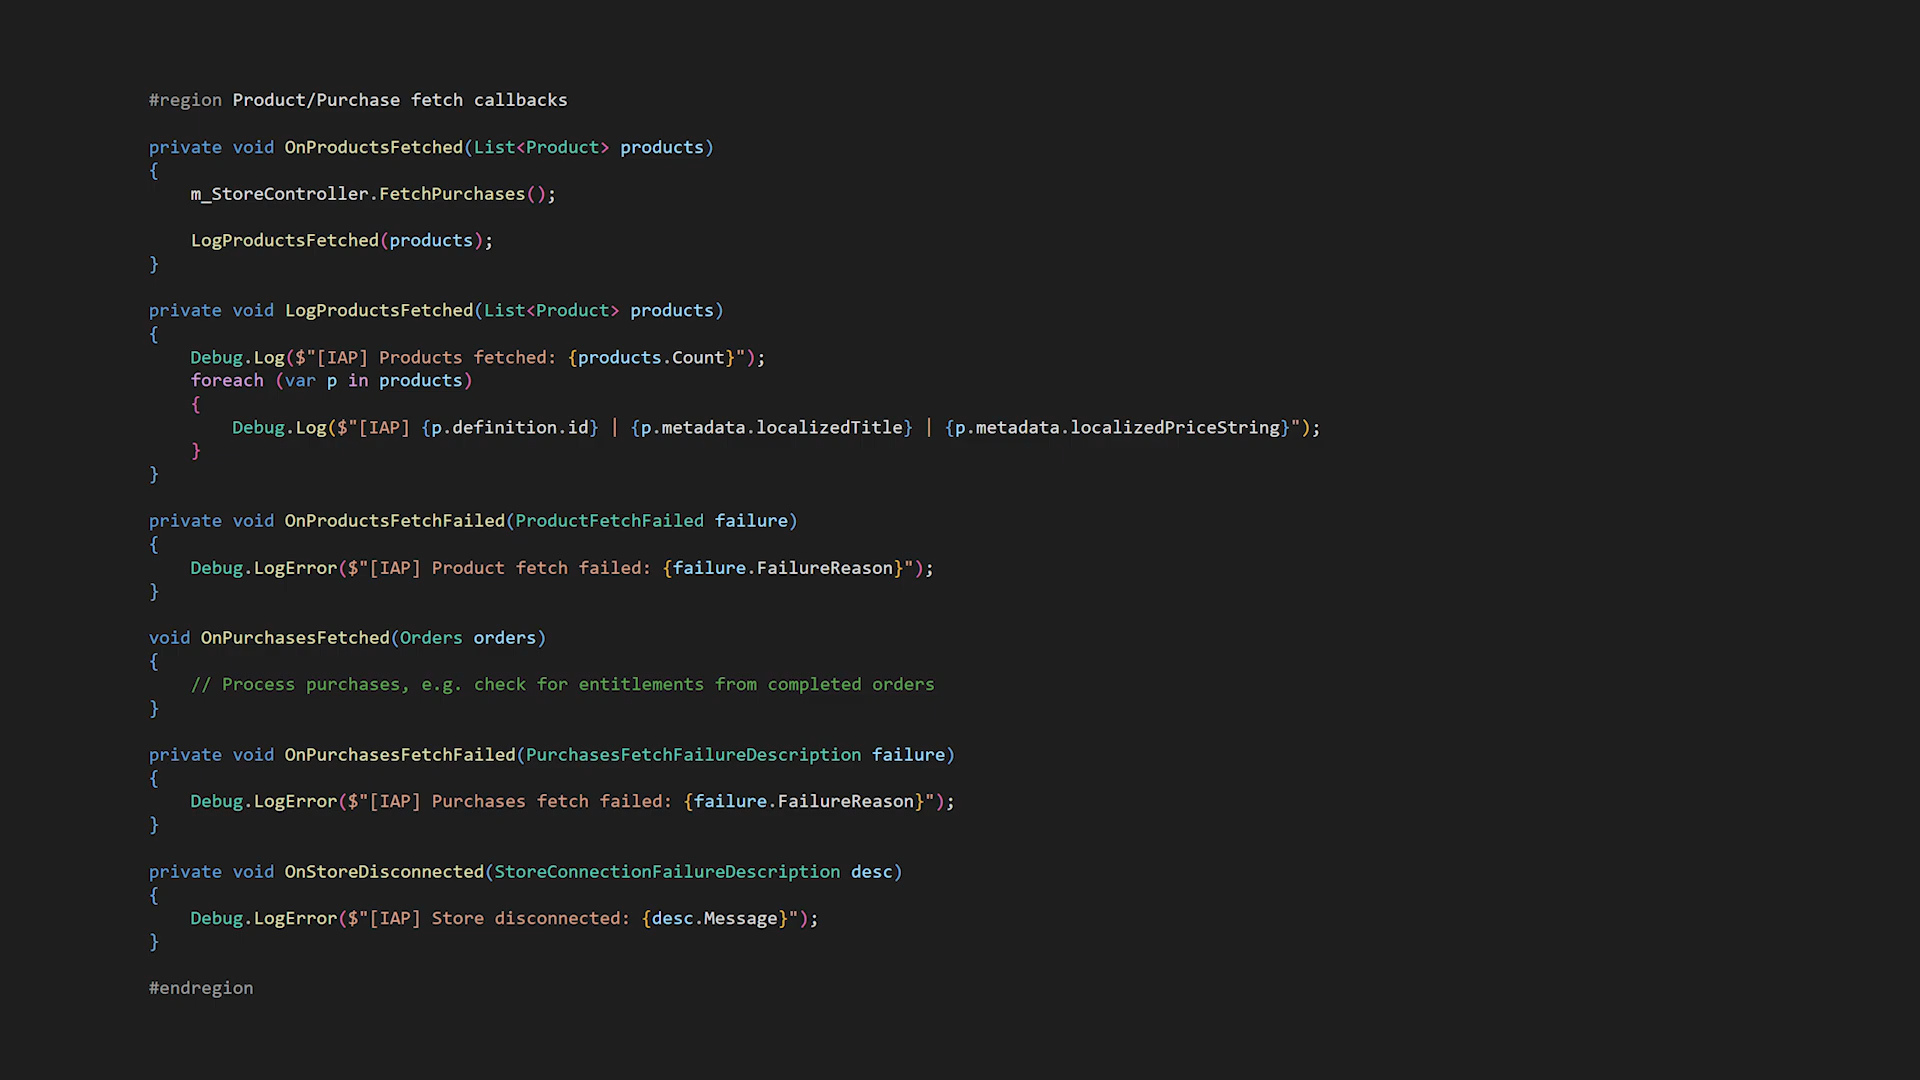 #region Product/Purchase fetch callbacks
private void OnProductsFetched(List<Product> products)
{
m_StoreController.FetchPurchases();
LogProductsFetched(products);
}
private void LogProductsFetched(List<Product> products)
{
Debug.Log($"[IAP] Products fetched: {products.Count}");
foreach (var p in products)
{
Debug.Log($"[IAP] {p.definition.id} | {p.metadata.localizedTitle} | {p.metadata.localizedPriceString}");
}
}
private void OnProductsFetchFailed(ProductFetchFailed failure)
{
Debug.LogError($"[IAP] Product fetch failed: {failure.FailureReason}");
}
void OnPurchasesFetched(Orders orders)
{
// Process purchases, e.g. check for entitlements from completed orders
}
private void OnPurchasesFetchFailed(PurchasesFetchFailureDescription failure)
{
Debug.LogError($"[IAP] Purchases fetch failed: {failure.FailureReason}");
}
private void OnStoreDisconnected(StoreConnectionFailureDescription desc)
{
Debug.LogError($"[IAP] Store disconnected: {desc.Message}");
}
#endregion